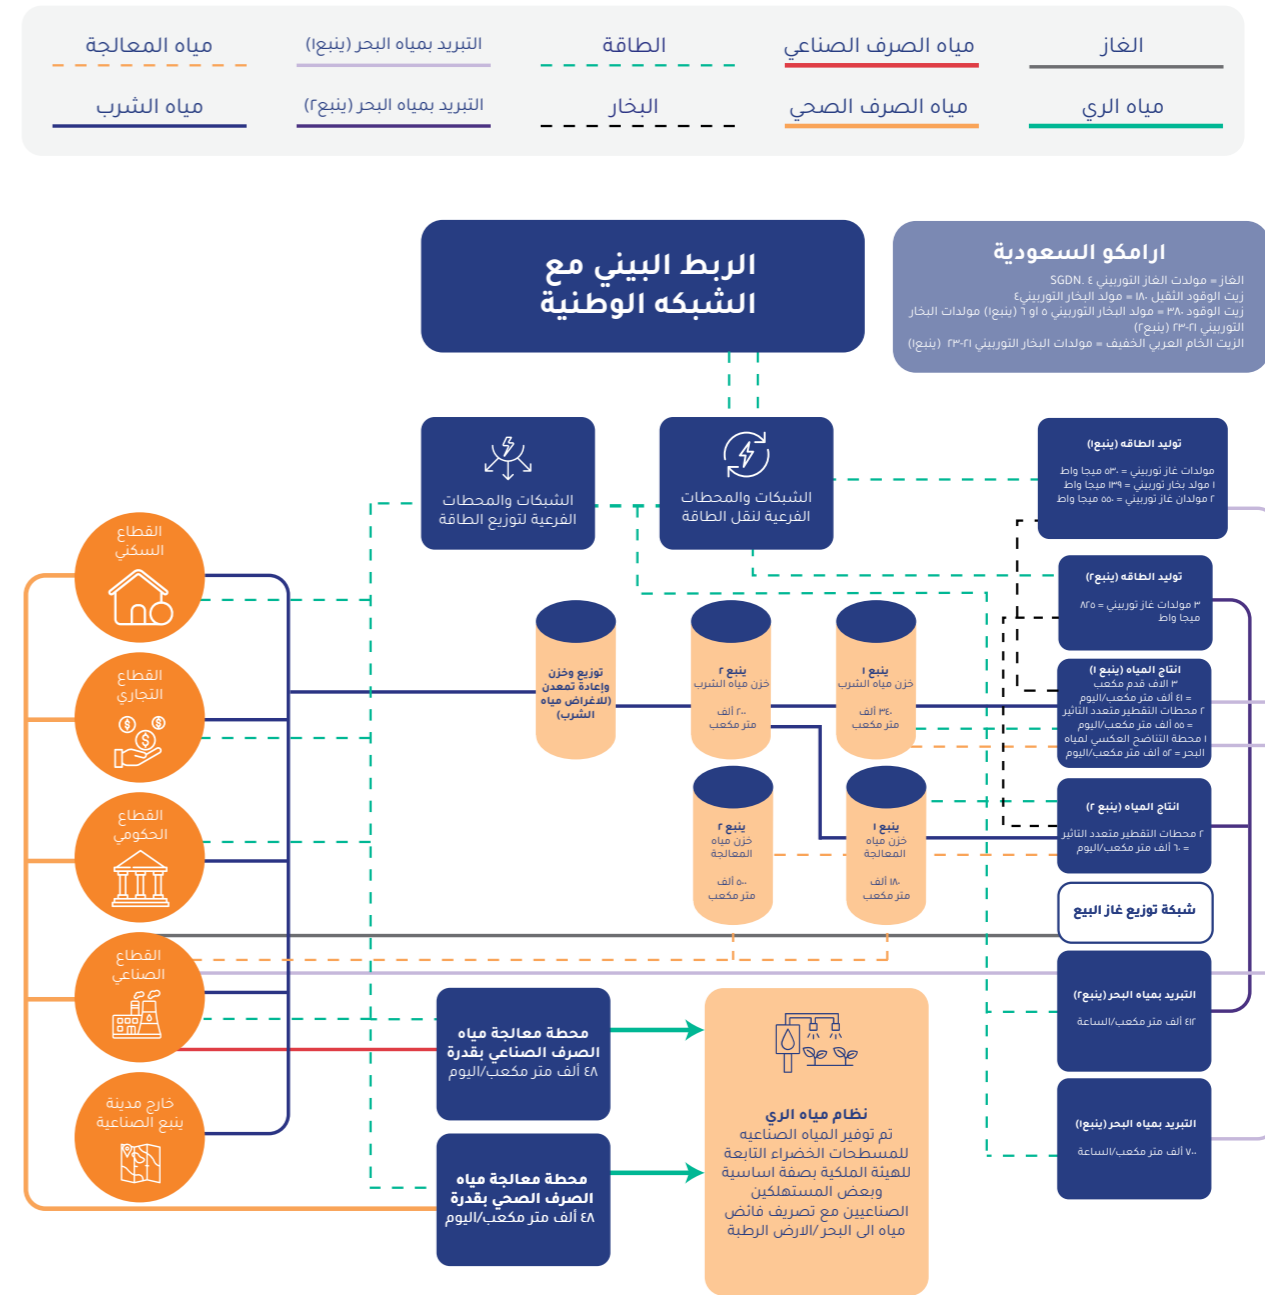 الغاز
مياه الصرف الصناعي
الطاقة
التبريد بمياه البحر (ينبع١)
مياه المعالجة
مياه الري
مياه الصرف الصحي
البخار
التبريد بمياه البحر (ينبع٢)
مياه الشرب
ارامكو السعودية
الغاز = مولدت الغاز التوربيني ٤ .SGDN
زيت الوقود الثقيل ١٨٠ = مولد البخار التوربيني٤
زيت الوقود ٣٨٠ = مولد البخار التوربيني ٥ او ٦ (ينبع١) مولدات البخار
التوربيني ٢١-٢٣ (ينبع٢)
الزيت الخام العربي الخفيف = مولدات البخار التوربيني ٢١-٢٣ (ينبع١)
الربط البيني مع
الشبكه الوطنية
توليد الطاقه (ينبع١)
مولدات غاز توربيني = ٥٣٠ ميجا واط
١ مولد بخار توربيني = ١٣٩ ميجا واط
٢ مولدان غاز توربيني = ٥٥٠ ميجا واط
الشبكات والمحطات
الفرعية لنقل الطاقة
الشبكات والمحطات
الفرعية لتوزيع الطاقة
توليد الطاقه (ينبع٢)
٣ مولدات غاز توربيني = ٨٢٥
ميجا واط
انتاج المياه (ينبع ١)
٣ الاف قدم مكعب
= ٤١ ألف متر مكعب/اليوم
٢ محطات التقطير متعدد التاثير
= ٥٥ ألف متر مكعب/اليوم
١ محطة التناضح العكسي لمياه
البحر = ٥٢ ألف متر مكعب/اليوم
ينبع ١
خزن مياه الشرب
٣٤٠ ألف
متر مكعب
ينبع ٢
خزن مياه الشرب
٢٠٠ ألف
متر مكعب
توزيع وخزن
وإعادة تمعدن
(للاغراض مياه
الشرب)
انتاج المياه (ينبع ٢)
٢ محطات التقطير متعدد التاثير
= ٦٠ ألف متر مكعب/اليوم
ينبع ١
خزن مياه
المعالجة
١٨٠ ألف
متر مكعب
ينبع ٢
خزن مياه
المعالجة
٥٠٠ ألف
متر مكعب
شبكة توزيع غاز البيع
التبريد بمياه البحر (ينبع٢)
٤١٢ ألف متر مكعب/الساعة
التبريد بمياه البحر (ينبع١)
٧٠٠ ألف متر مكعب/الساعة
القطاع
السكني
القطاع
التجاري
القطاع
الحكومي
القطاع
الصناعي
خارج مدينة
ينبع الصناعية
محطة معالجة مياه
الصرف الصناعي بقدرة
٤٨ ألف متر مكعب/اليوم
محطة معالجة مياه
الصرف الصحي بقدرة
٤٨ ألف متر مكعب/اليوم
نظام مياه الري
تم توفير المياه الصناعيه
للمسطحات الخضراء التابعة
للهيئة الملكية بصفة اساسية
وبعض المستهلكين
الصناعيين مع تصريف فائض
مياه الى البحر /الارض الرطبة